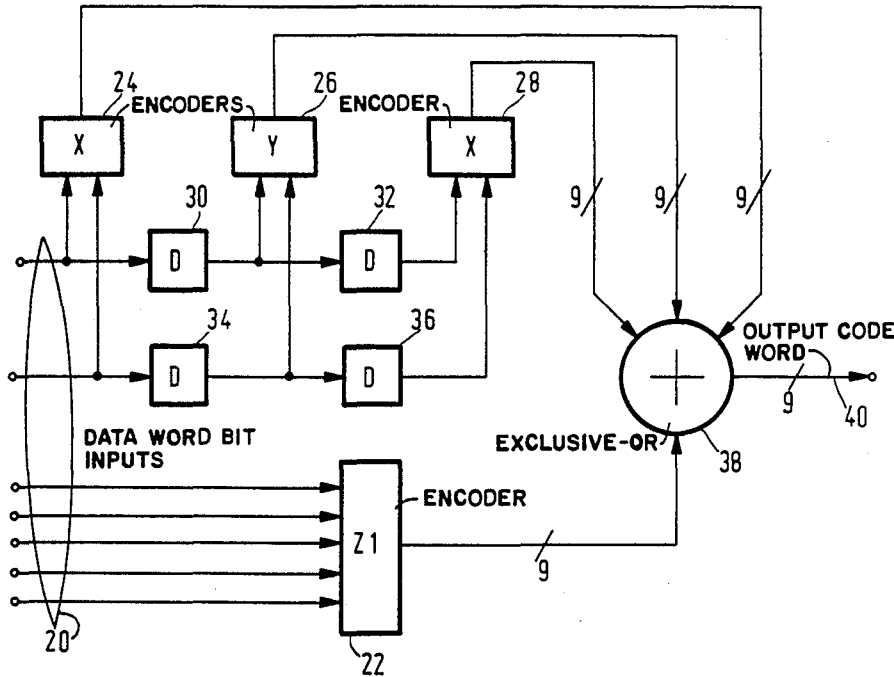 24
ENCODERS
26
ENCODER
28
X
Y
X
30
32
9
9
9
D
D
34
36
D
D
OUTPUT CODE
WORD
9
40
DATA WORD BIT
INPUTS
EXCLUSIVE-OR
38
ENCODER
Z1
9
20
22